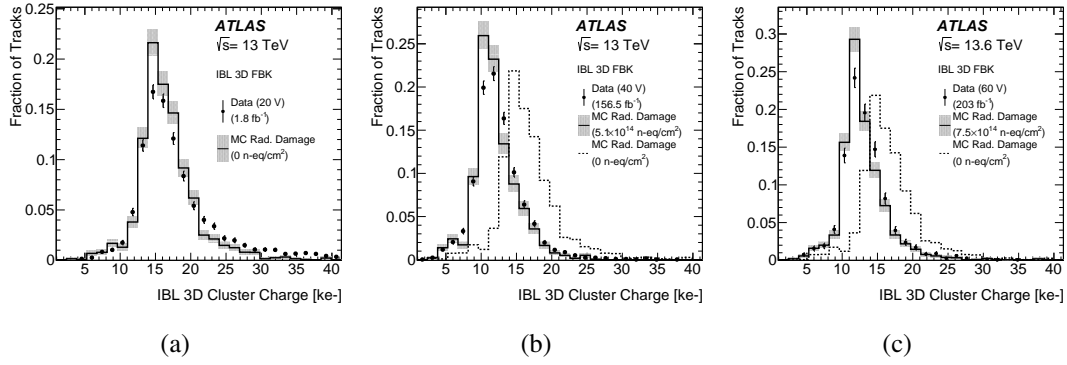 Fraction of Tracks
0.25
0.2
0.15
0.1
0.05
0
5 10 15 20 25 30 35 40
IBL 3D Cluster Charge [ke-]
ATLAS
√s= 13 TeV
IBL 3D FBK
Data (20 V)
(1.8 fb⁻¹)
MC Rad. Damage
(0 n-eq/cm²)
(a)
Fraction of Tracks
0.25
0.2
0.15
0.1
0.05
0
5 10 15 20 25 30 35 40
IBL 3D Cluster Charge [ke-]
ATLAS
√s= 13 TeV
IBL 3D FBK
Data (40 V)
(156.5 fb⁻¹)
MC Rad. Damage
(5.1×10¹⁴ n-eq/cm²)
MC Rad. Damage
(0 n-eq/cm²)
(b)
Fraction of Tracks
0.3
0.25
0.2
0.15
0.1
0.05
0
5 10 15 20 25 30 35 40
IBL 3D Cluster Charge [ke-]
ATLAS
√s= 13.6 TeV
IBL 3D FBK
Data (60 V)
(203 fb⁻¹)
MC Rad. Damage
(7.5×10¹⁴ n-eq/cm²)
MC Rad. Damage
(0 n-eq/cm²)
(c)